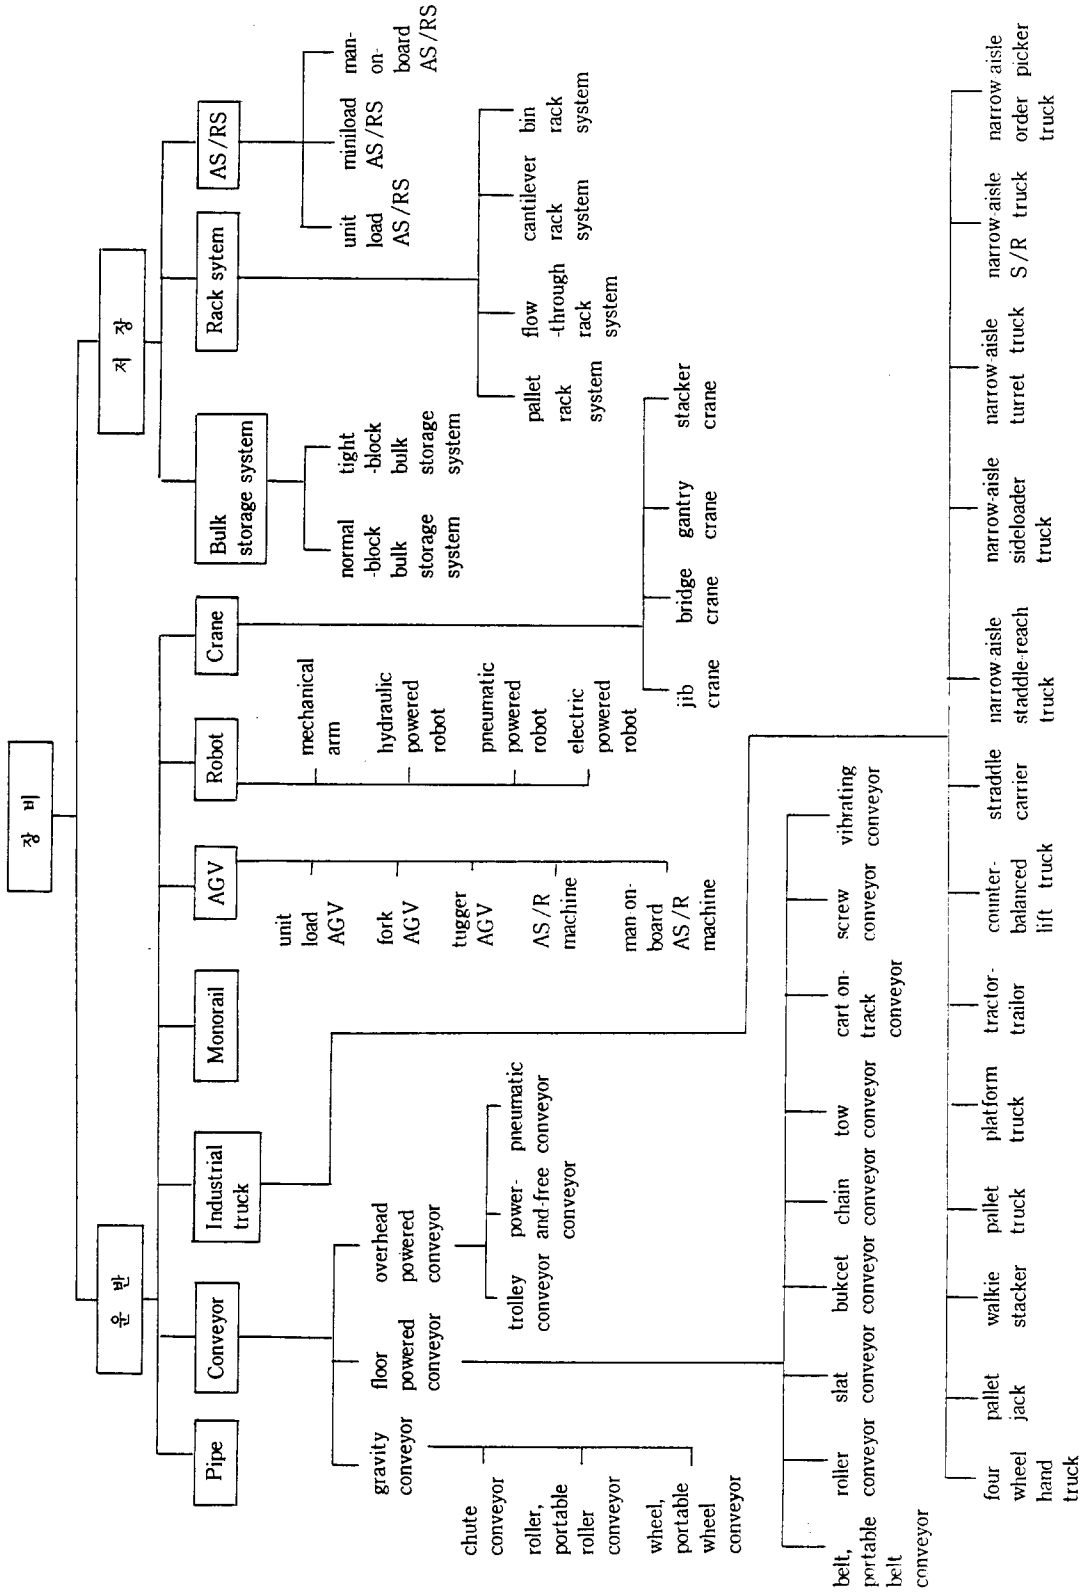 장 비
운 반
저 장
Pipe
Conveyor
Industrial
truck
Monorail
AGV
Robot
Crane
Bulk
storage system
Rack sytem
AS/RS
gravity
conveyor
floor
powered
conveyor
overhead
powered
conveyor
chute
conveyor
roller,
portable
roller
conveyor
wheel,
portable
wheel
conveyor
trolley
conveyor
power-
and-free
conveyor
pneumatic
conveyor
unit
load
AGV
fork
AGV
tugger
AGV
AS/R
machine
man-on-
board
AS/R
machine
mechanical
arm
hydraulic
powered
robot
pneumatic
powered
robot
electric
powered
robot
normal
-block
bulk
storage
system
tight
-block
bulk
storage
system
unit
load
AS/RS
miniload
AS/RS
man-
on-
board
AS/RS
pallet
rack
system
flow
-through
rack
system
cantilever
rack
system
bin
rack
system
jib
crane
bridge
crane
gantry
crane
stacker
crane
belt,
portable
belt
conveyor
roller
conveyor
slat
conveyor
bukcet
conveyor
chain
conveyor
tow
conveyor
cart on-
track
conveyor
screw
conveyor
vibrating
conveyor
four
wheel
hand
truck
pallet
jack
walkie
stacker
pallet
truck
platform
truck
tractor-
trailor
counter-
balanced
lift truck
straddle
carrier
narrow-aisle
staddle-reach
truck
narrow-aisle
sideloader
truck
narrow-aisle
turret truck
narrow-aisle
S/R truck
narrow-aisle
order picker
truck